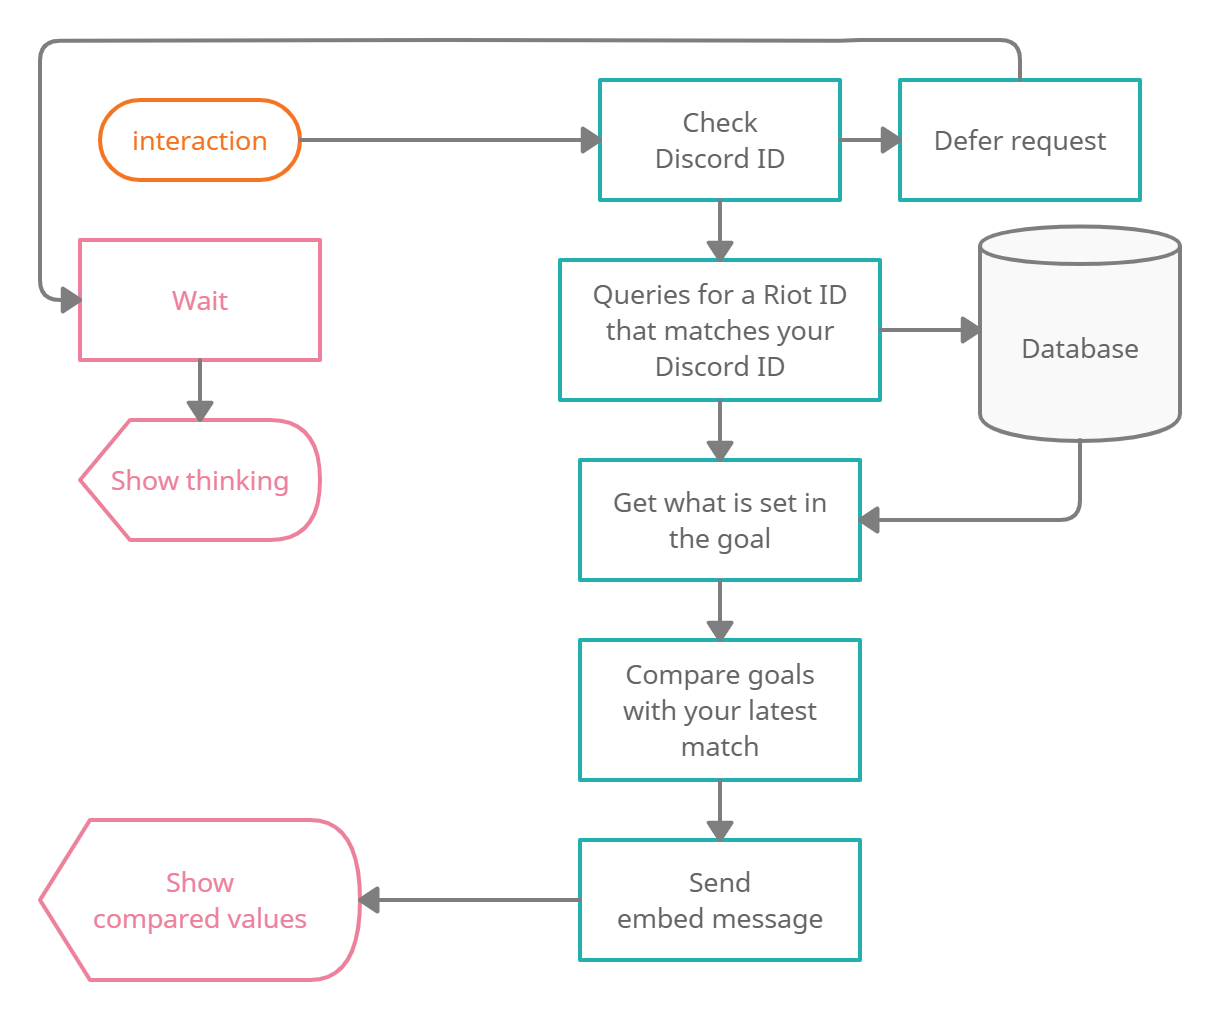 interaction
Check
Discord ID
Defer request
Wait
Queries for a Riot ID
that matches your
Discord ID
Database
Show thinking
Get what is set in
the goal
Compare goals
with your latest
match
Show
compared values
Send
embed message